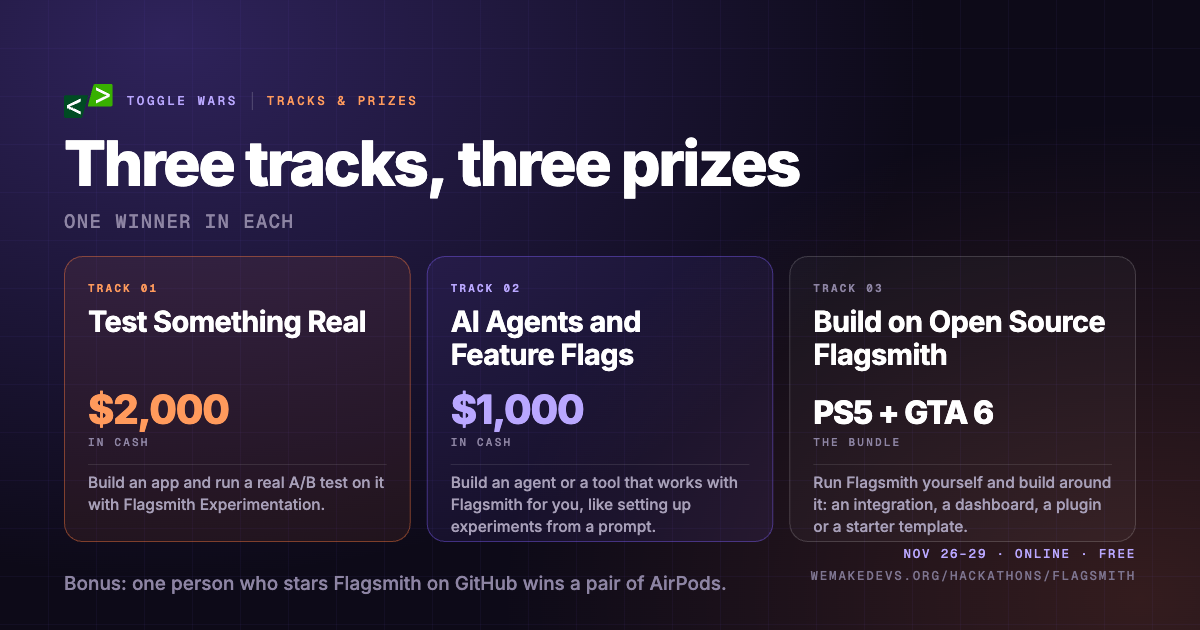 < >
TOGGLE WARS | TRACKS & PRIZES
Three tracks, three prizes
ONE WINNER IN EACH
TRACK 01
Test Something Real
$2,000
IN CASH
Build an app and run a real A/B test on it
with Flagsmith Experimentation.
TRACK 02
AI Agents and
Feature Flags
$1,000
IN CASH
Build an agent or a tool that works with
Flagsmith for you, like setting up
experiments from a prompt.
TRACK 03
Build on Open Source
Flagsmith
PS5 + GTA 6
THE BUNDLE
Run Flagsmith yourself and build around
it: an integration, a dashboard, a plugin
or a starter template.
Bonus: one person who stars Flagsmith on GitHub wins a pair of AirPods.
NOV 26–29 · ONLINE · FREE
WEMAKEDEVS.ORG/HACKATHONS/FLAGSMITH